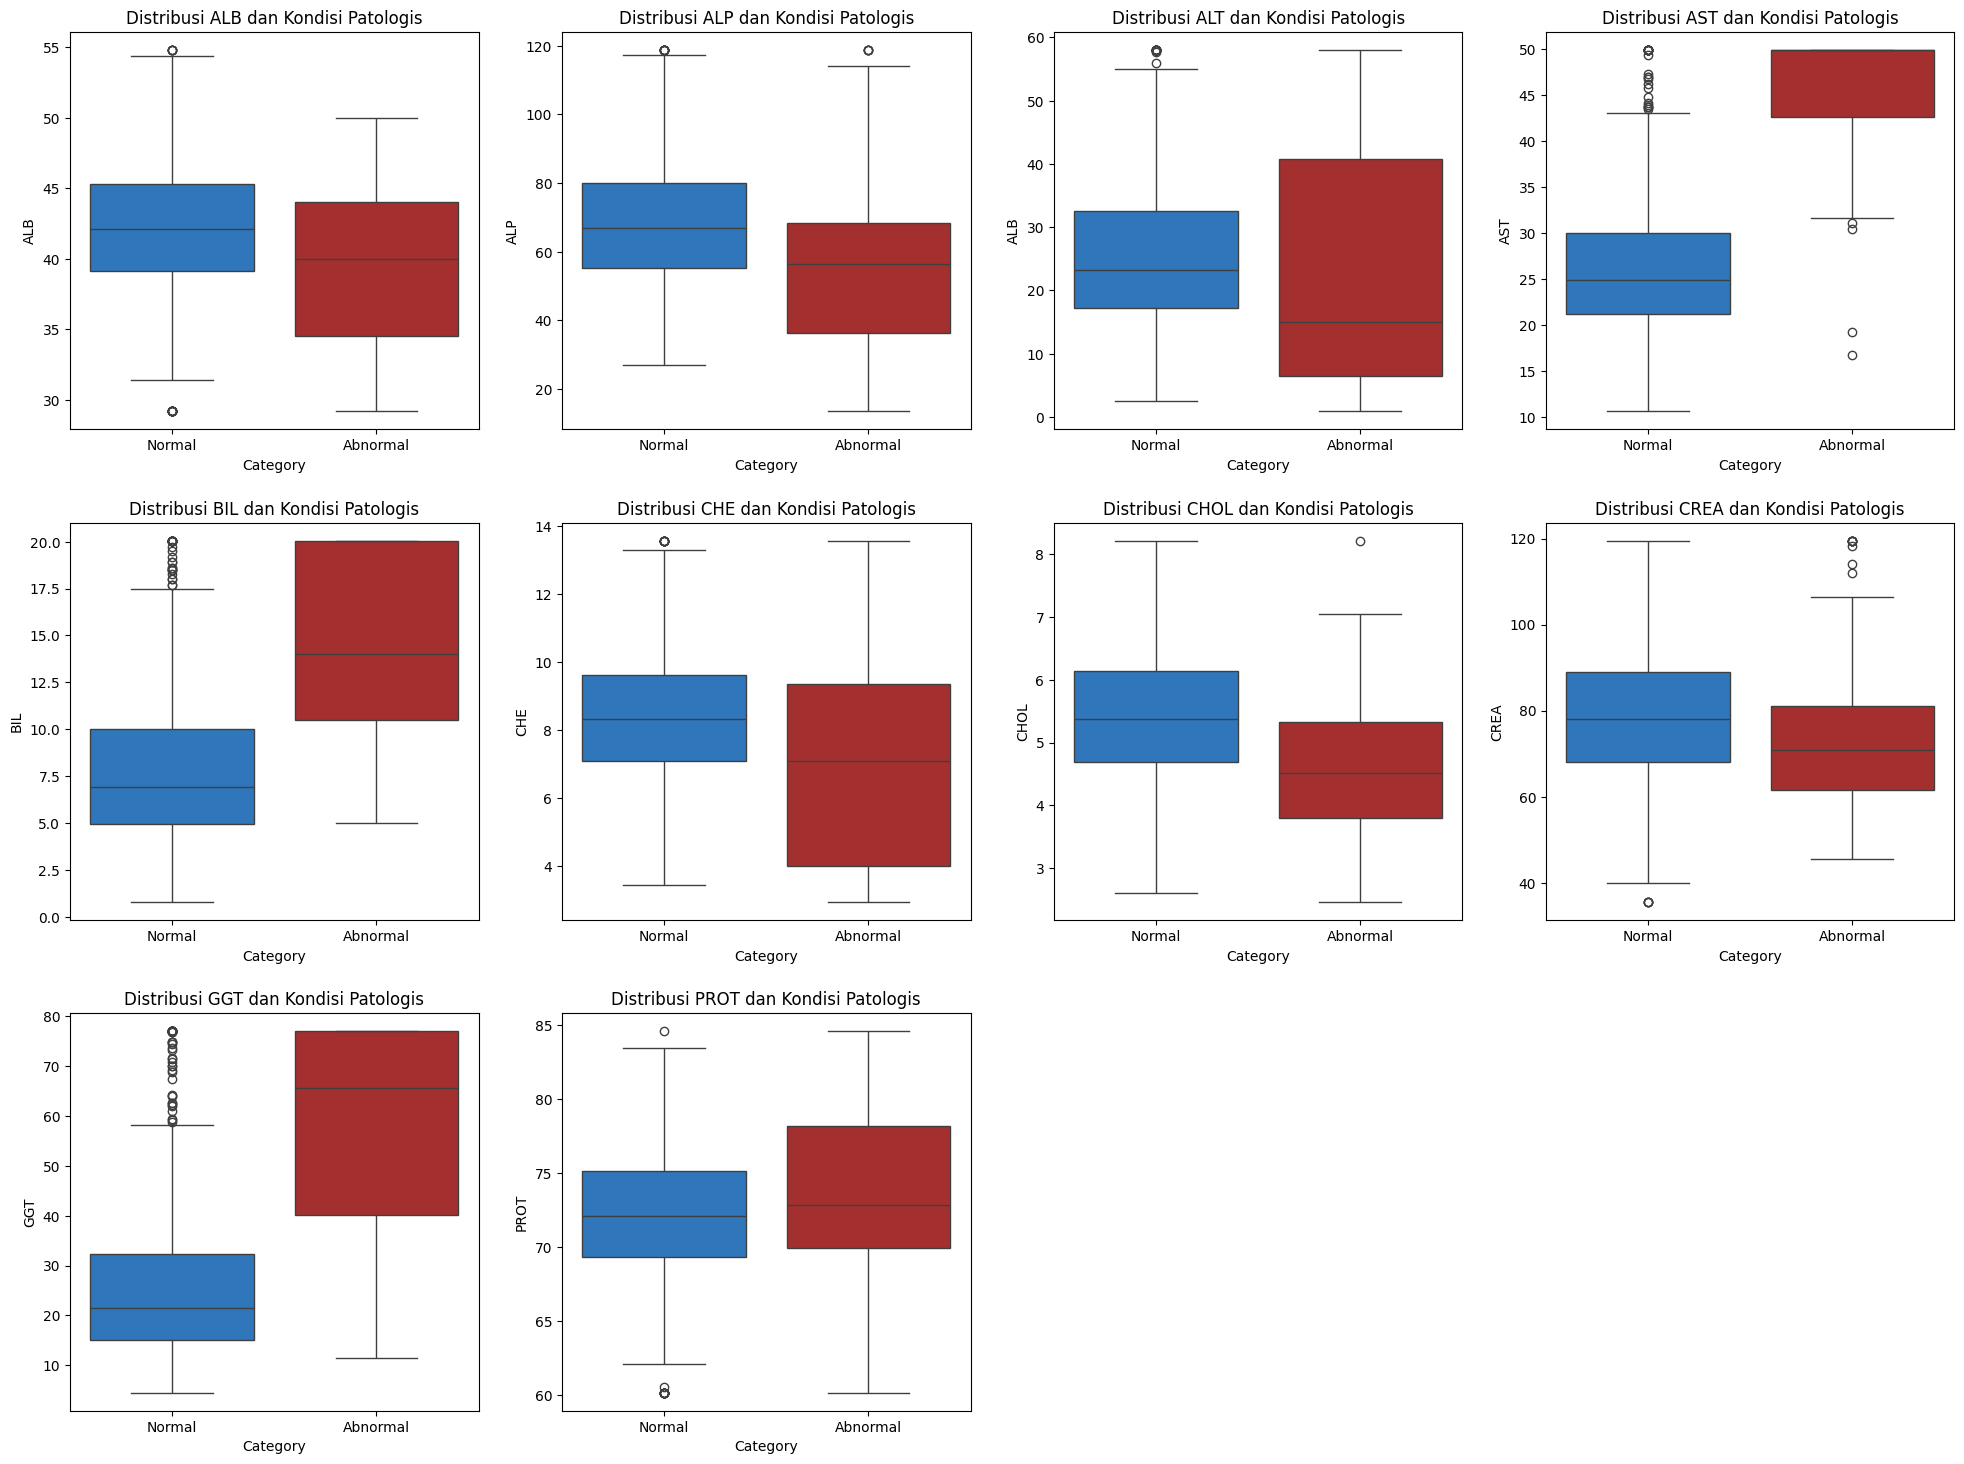 Distribusi ALB dan Kondisi Patologis
55
50
45
40
35
30
ALB
Normal
Abnormal
Category
Distribusi ALP dan Kondisi Patologis
120
100
80
60
40
20
ALP
Normal
Abnormal
Category
Distribusi ALT dan Kondisi Patologis
60
50
40
30
20
10
0
ALB
Normal
Abnormal
Category
Distribusi AST dan Kondisi Patologis
50
45
40
35
30
25
20
15
10
AST
Normal
Abnormal
Category
Distribusi BIL dan Kondisi Patologis
20.0
17.5
15.0
12.5
10.0
7.5
5.0
2.5
0.0
BIL
Normal
Abnormal
Category
Distribusi CHE dan Kondisi Patologis
14
12
10
8
6
4
CHE
Normal
Abnormal
Category
Distribusi CHOL dan Kondisi Patologis
8
7
6
5
4
3
CHOL
Normal
Abnormal
Category
Distribusi CREA dan Kondisi Patologis
120
100
80
60
40
CREA
Normal
Abnormal
Category
Distribusi GGT dan Kondisi Patologis
80
70
60
50
40
30
20
10
GGT
Normal
Abnormal
Category
Distribusi PROT dan Kondisi Patologis
85
80
75
70
65
60
PROT
Normal
Abnormal
Category